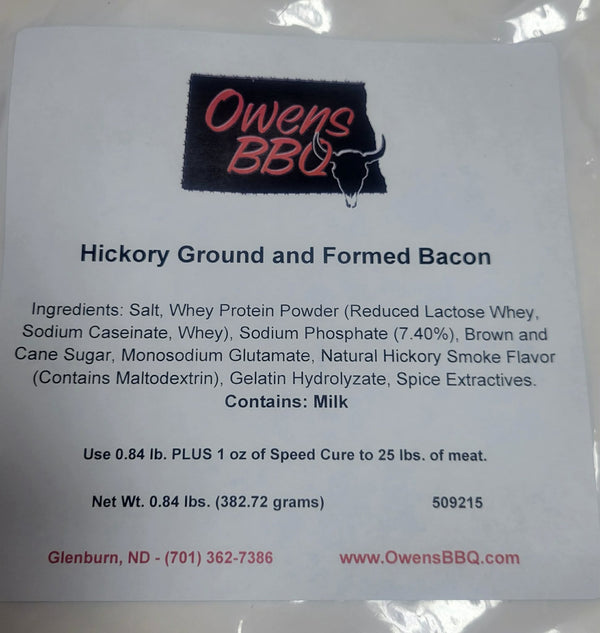 Owens
BBQ
Hickory Ground and Formed Bacon
Ingredients: Salt, Whey Protein Powder (Reduced Lactose Whey,
Sodium Caseinate, Whey), Sodium Phosphate (7.40%), Brown and
Cane Sugar, Monosodium Glutamate, Natural Hickory Smoke Flavor
(Contains Maltodextrin), Gelatin Hydrolyzate, Spice Extractives.
Contains: Milk
Use 0.84 lb. PLUS 1 oz of Speed Cure to 25 lbs. of meat.
Net Wt. 0.84 lbs. (382.72 grams) 509215
Glenburn, ND - (701) 362-7386 www.OwensBBQ.com